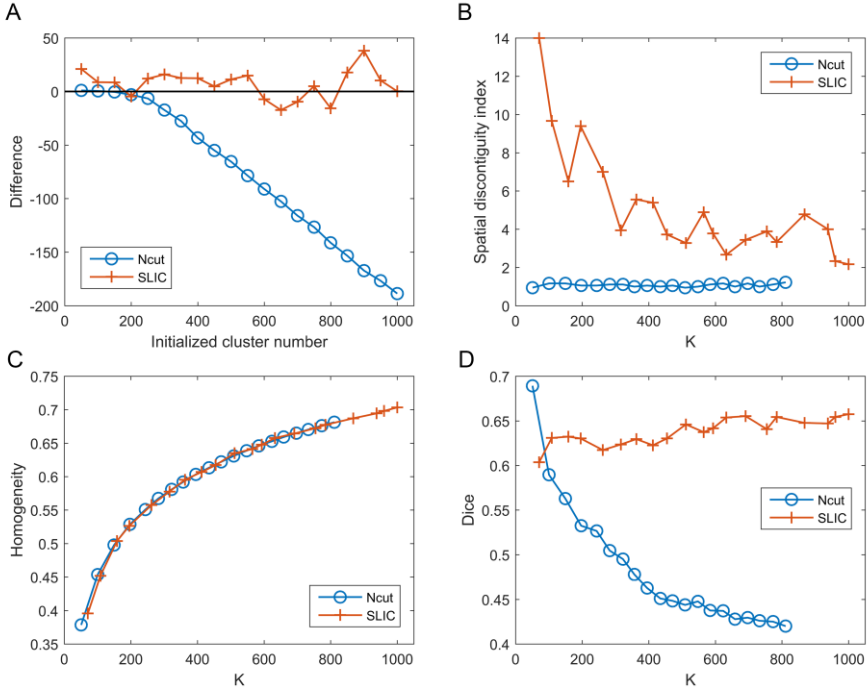 A
50
0
-50
-100
-150
-200
Difference
Ncut
SLIC
0 200 400 600 800 1000
Initialized cluster number
B
14
12
10
8
6
4
2
0
Spatial discontiguity index
Ncut
SLIC
0 200 400 600 800 1000
K
C
0.75
0.7
0.65
0.6
0.55
0.5
0.45
0.4
0.35
Homogeneity
Ncut
SLIC
0 200 400 600 800 1000
K
D
0.7
0.65
0.6
0.55
0.5
0.45
0.4
Dice
Ncut
SLIC
0 200 400 600 800 1000
K